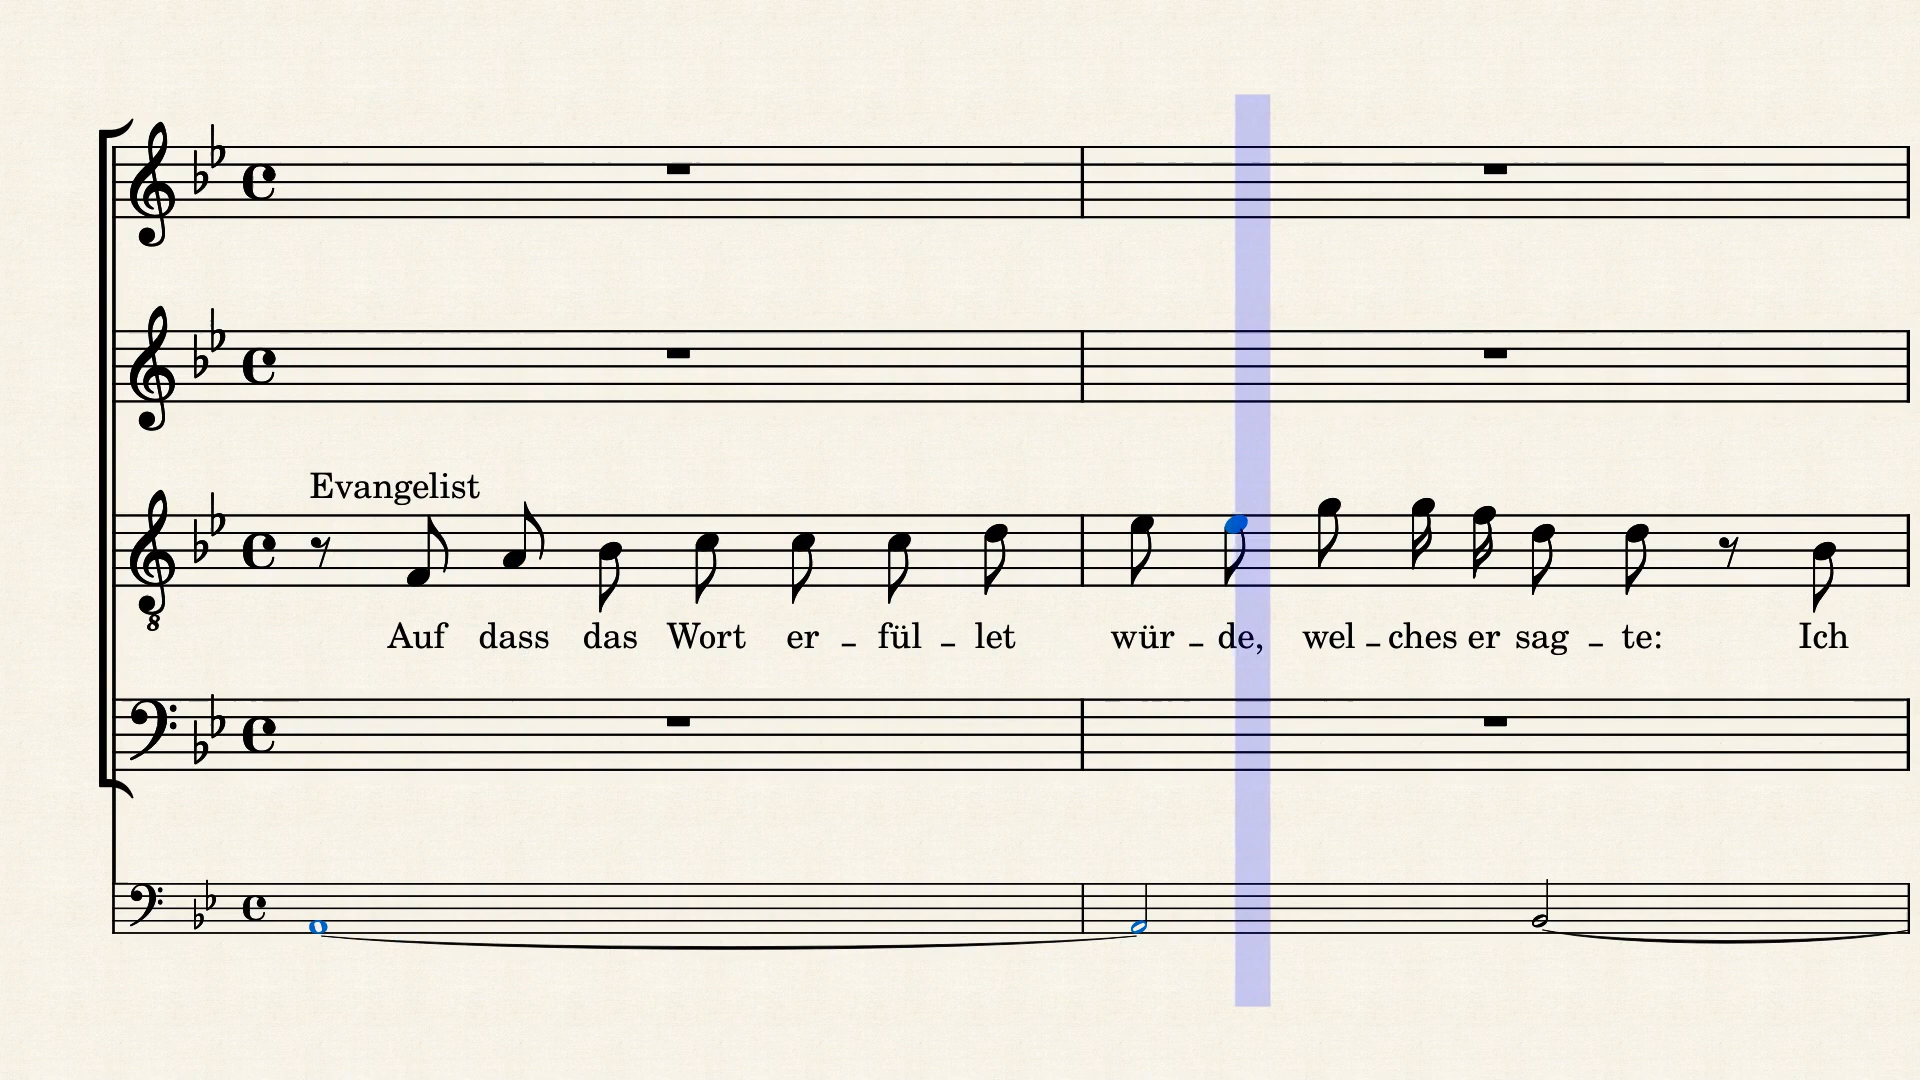 Evangelist
Auf dass das Wort er - fül - let wür - de, wel - ches er sag - te: Ich